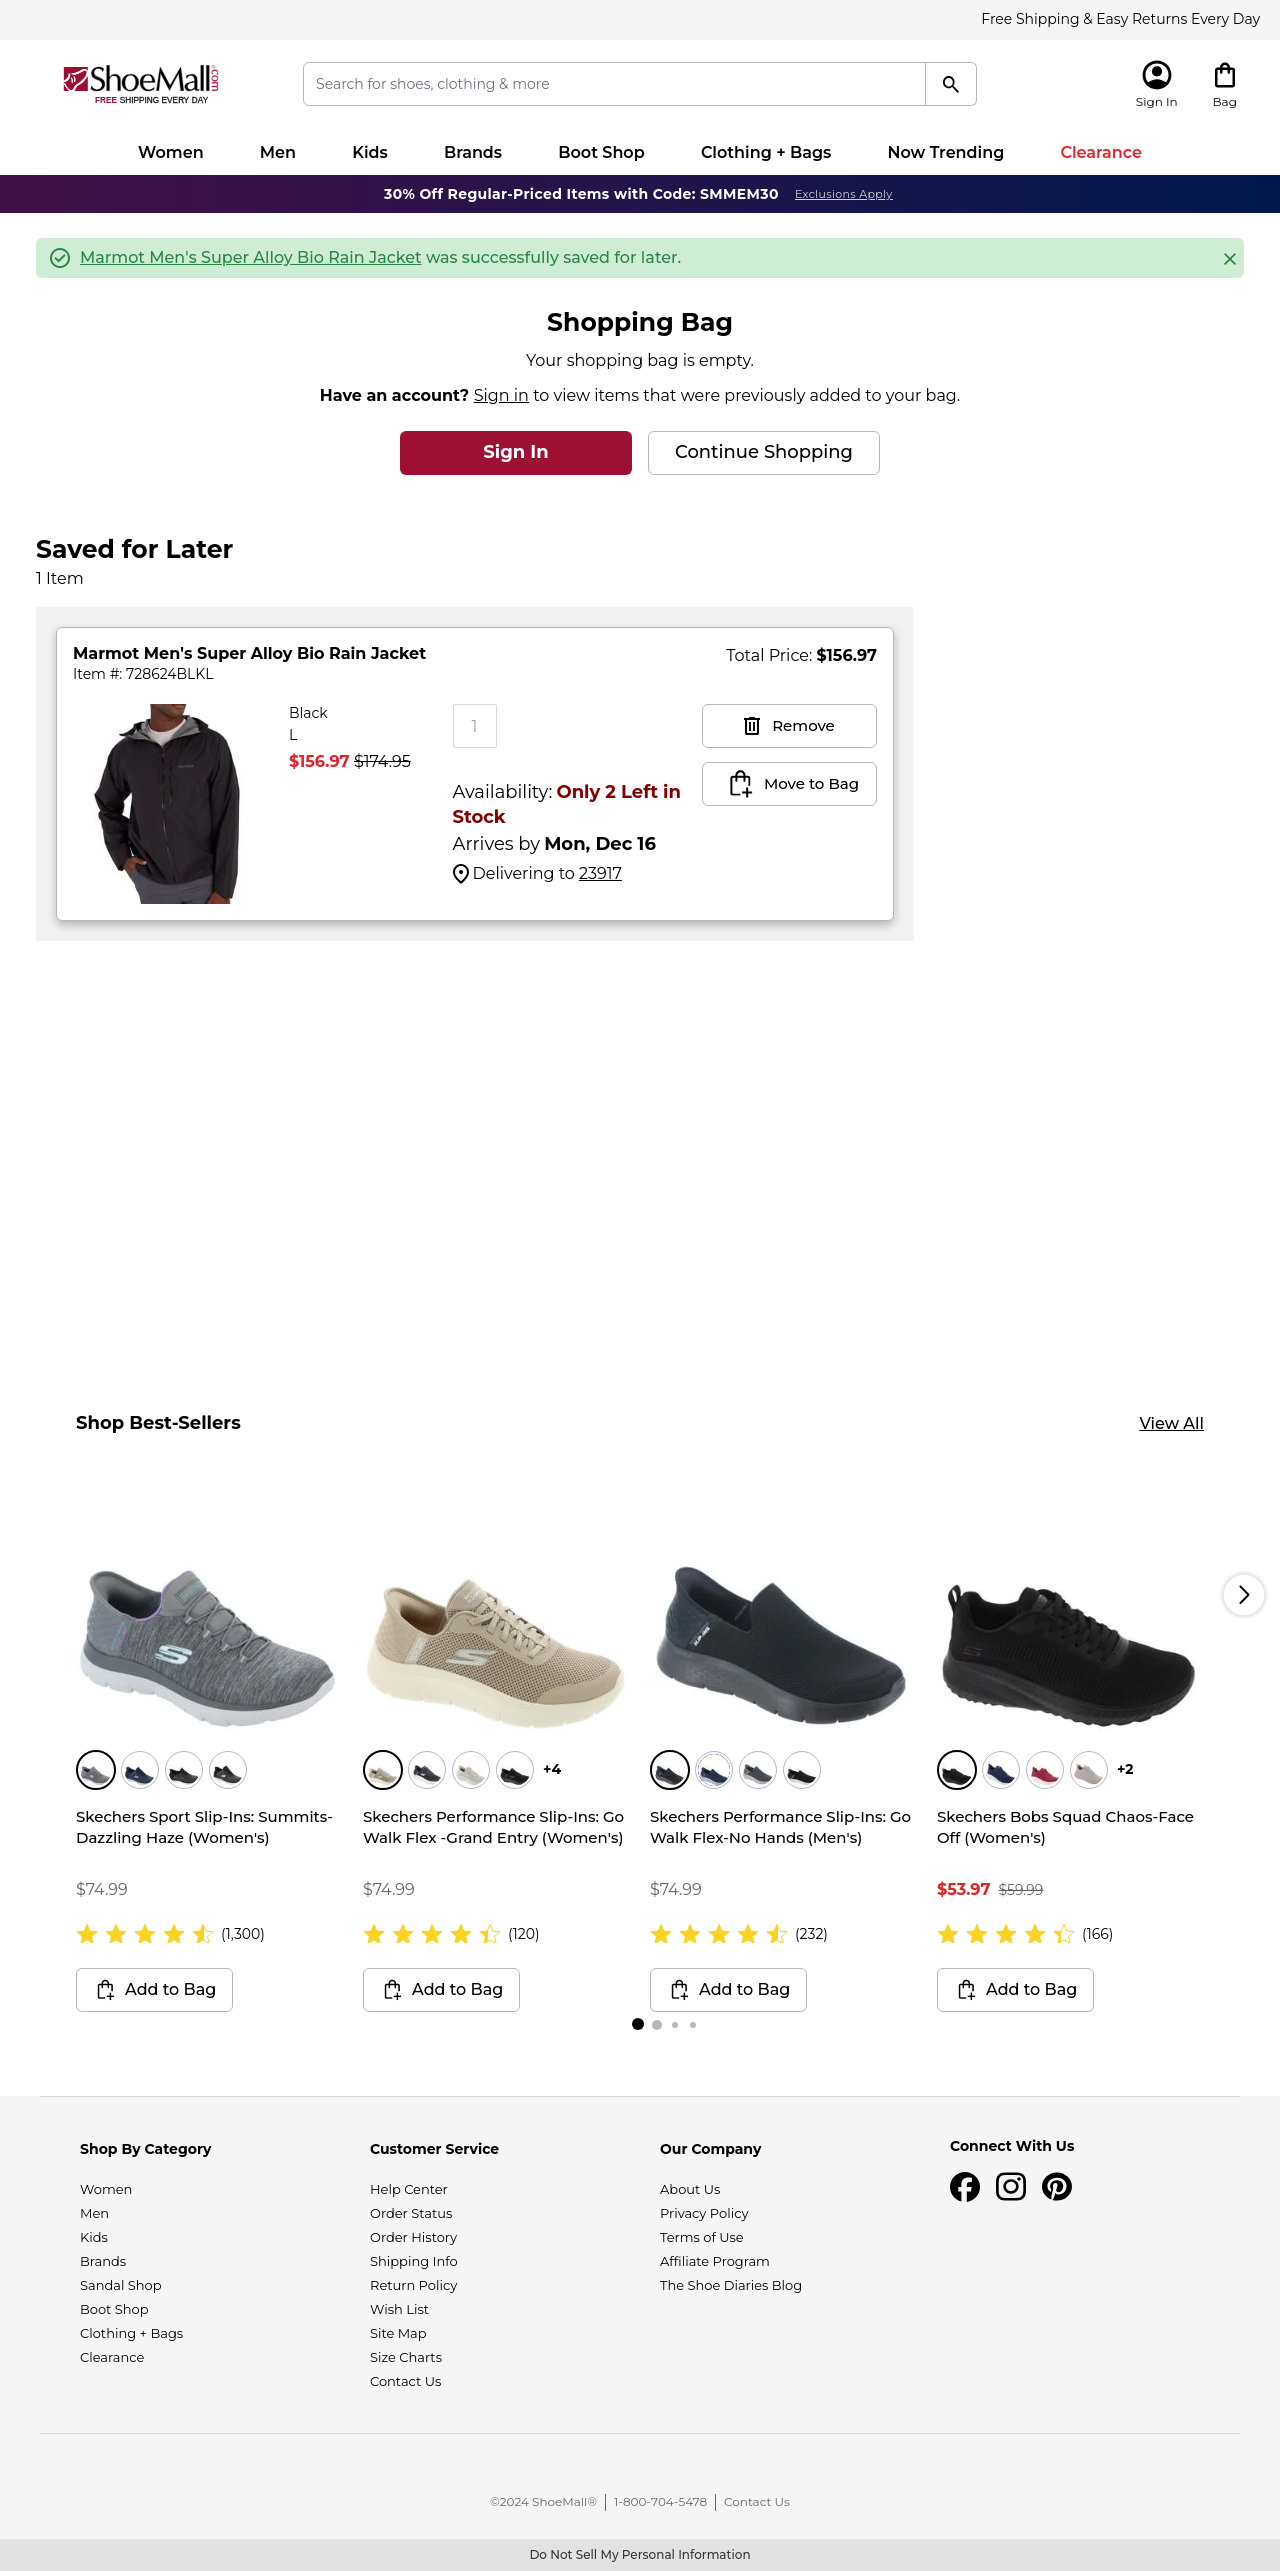 Free Shipping & Easy Returns Every Day
ShoeMall®.com
FREE SHIPPING EVERY DAY
Search for shoes, clothing & more
Sign In
Bag
Women Men Kids Brands Boot Shop Clothing + Bags Now Trending Clearance
30% Off Regular-Priced Items with Code: SMMEM30 Exclusions Apply
Marmot Men's Super Alloy Bio Rain Jacket was successfully saved for later.
Shopping Bag
Your shopping bag is empty.
Have an account? Sign in to view items that were previously added to your bag.
Sign In Continue Shopping
Saved for Later
1 Item
Marmot Men's Super Alloy Bio Rain Jacket
Item #: 728624BLKL
Total Price: $156.97
Black
L
$156.97 $174.95
1
Availability: Only 2 Left in
Stock
Arrives by Mon, Dec 16
Delivering to 23917
Remove
Move to Bag
Shop Best-Sellers
View All
+4
+2
Skechers Sport Slip-Ins: Summits-
Dazzling Haze (Women's)
$74.99
(1,300)
Add to Bag
Skechers Performance Slip-Ins: Go
Walk Flex -Grand Entry (Women's)
$74.99
(120)
Add to Bag
Skechers Performance Slip-Ins: Go
Walk Flex-No Hands (Men's)
$74.99
(232)
Add to Bag
Skechers Bobs Squad Chaos-Face
Off (Women's)
$53.97 $59.99
(166)
Add to Bag
Shop By Category
Women
Men
Kids
Brands
Sandal Shop
Boot Shop
Clothing + Bags
Clearance
Customer Service
Help Center
Order Status
Order History
Shipping Info
Return Policy
Wish List
Site Map
Size Charts
Contact Us
Our Company
About Us
Privacy Policy
Terms of Use
Affiliate Program
The Shoe Diaries Blog
Connect With Us
©2024 ShoeMall® 1-800-704-5478 Contact Us
Do Not Sell My Personal Information